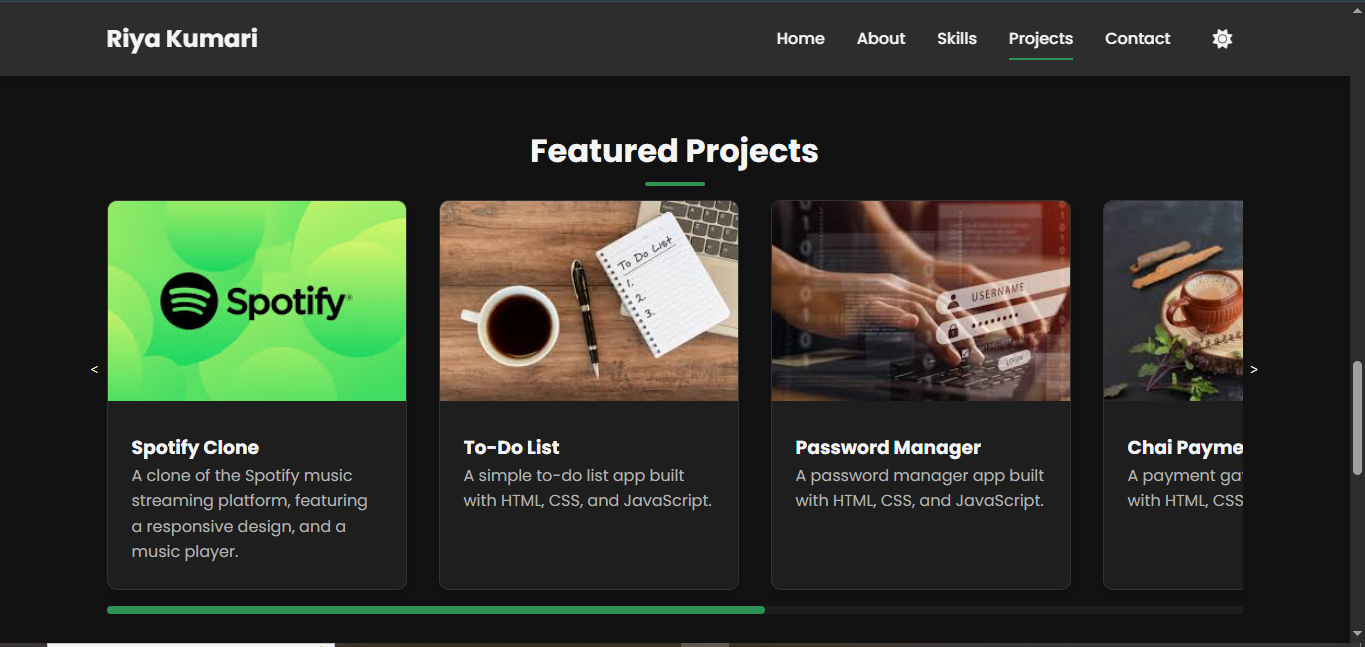 Riya Kumari
Home About Skills Projects Contact
Featured Projects
Spotify
To Do List
1.
2.
3.
USERNAME
LOGIN
<
>
Spotify Clone
A clone of the Spotify music
streaming platform, featuring
a responsive design, and a
music player.
To-Do List
A simple to-do list app built
with HTML, CSS, and JavaScript.
Password Manager
A password manager app built
with HTML, CSS, and JavaScript.
Chai Payme
A payment ga
with HTML, CSS